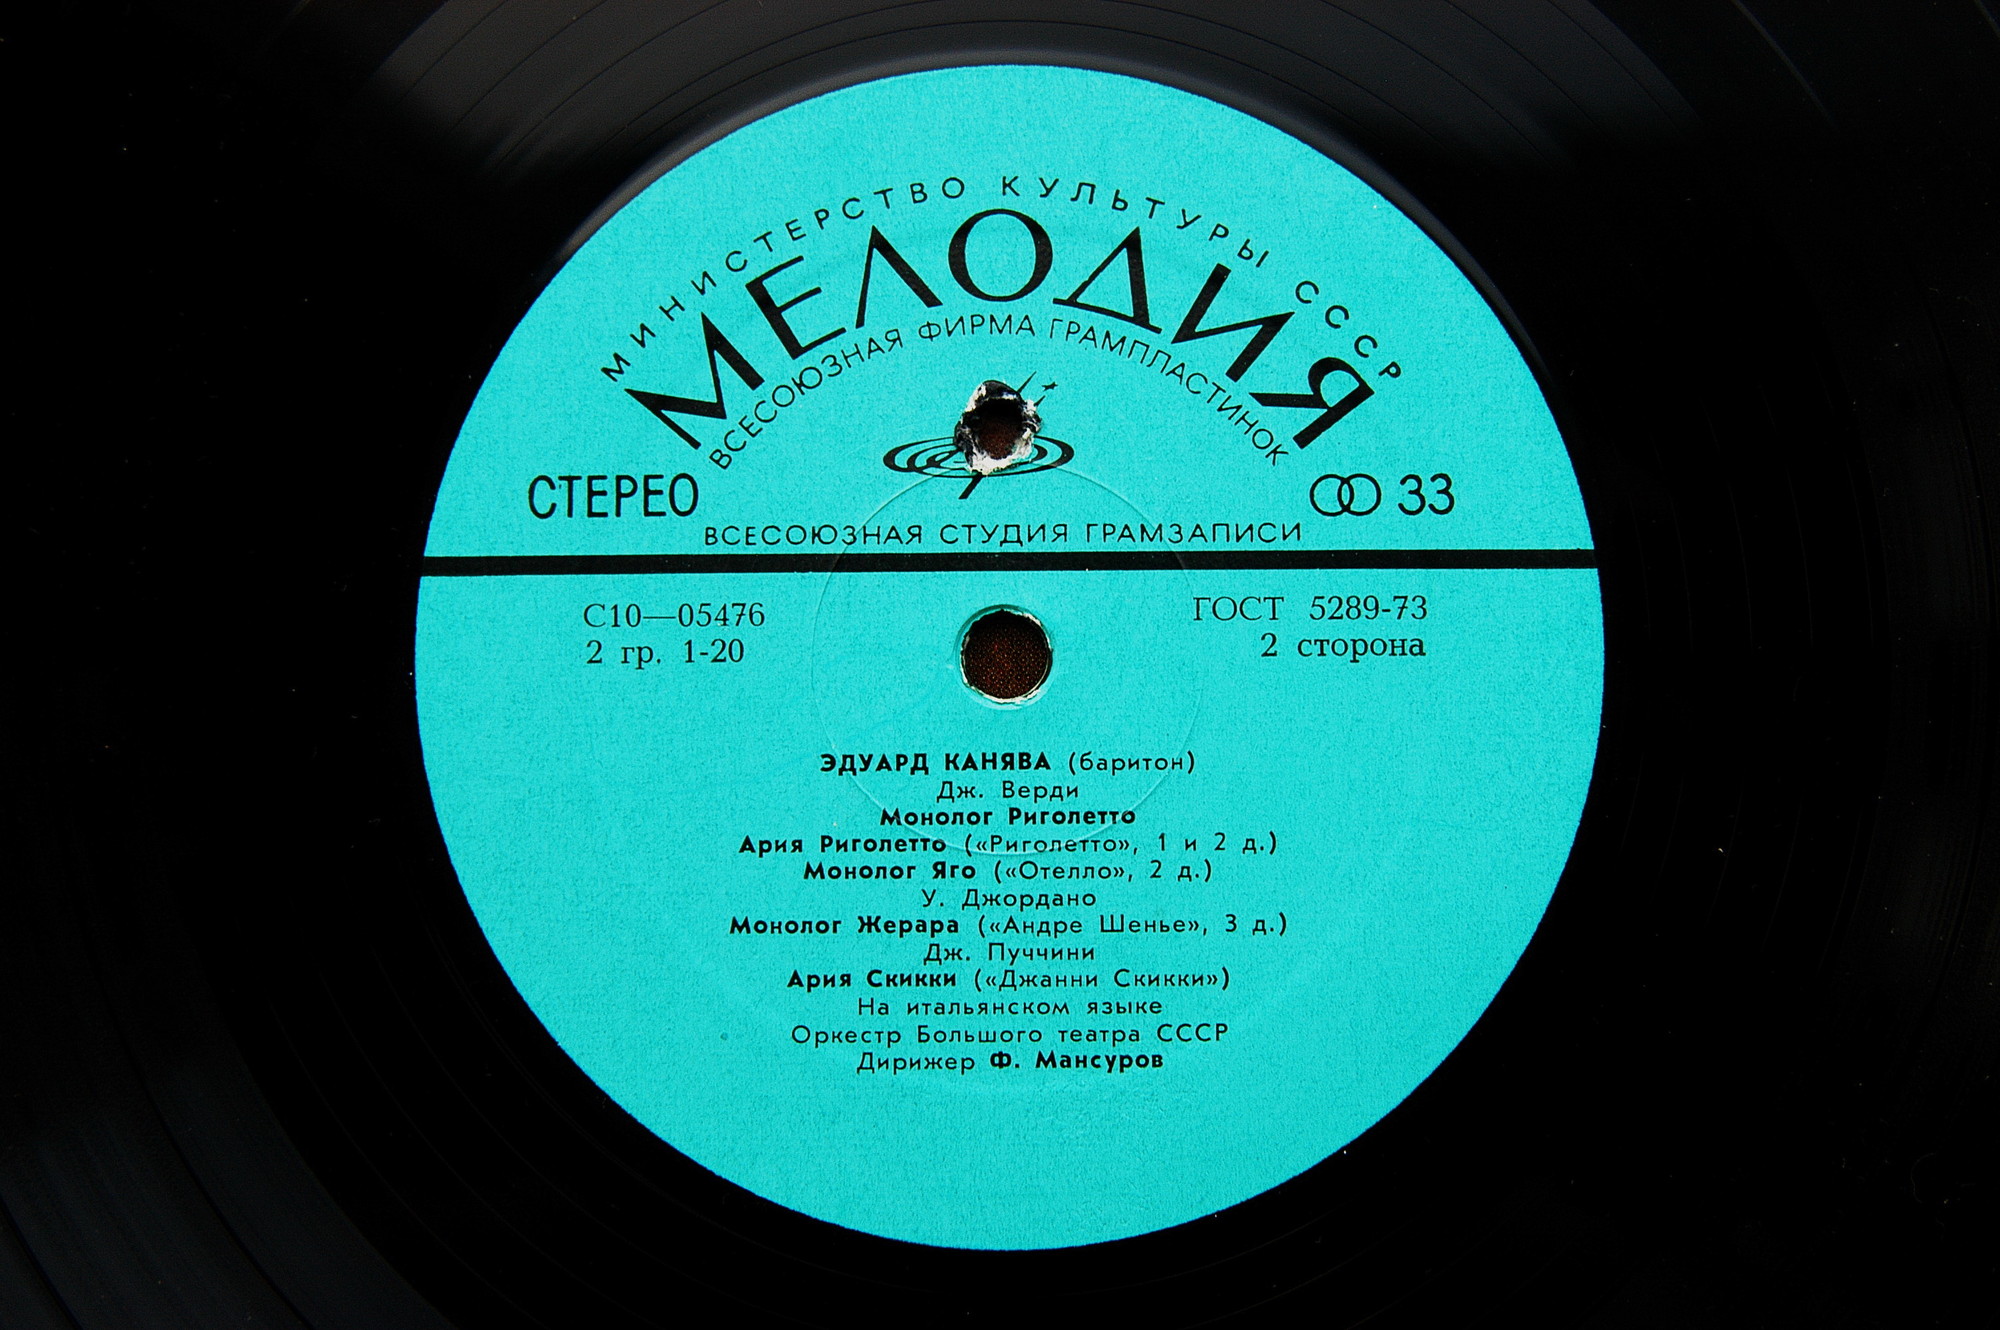 МИНИСТЕРСТВО КУЛЬТУРЫ СССР
МЕЛОДИЯ
ВСЕСОЮЗНАЯ ФИРМА ГРАМПЛАСТИНОК
СТЕРЕО
33
ВСЕСОЮЗНАЯ СТУДИЯ ГРАМЗАПИСИ
С10—05476
ГОСТ 5289-73
2 гр. 1-20
2 сторона
ЭДУАРД КАНЯВА (баритон)
Дж. Верди
Монолог Риголетто
Ария Риголетто («Риголетто», 1 и 2 д.)
Монолог Яго («Отелло», 2 д.)
У. Джордано
Монолог Жерара («Андре Шенье», 3 д.)
Дж. Пуччини
Ария Скикки («Джанни Скикки»)
На итальянском языке
Оркестр Большого театра СССР
Дирижер Ф. Мансуров